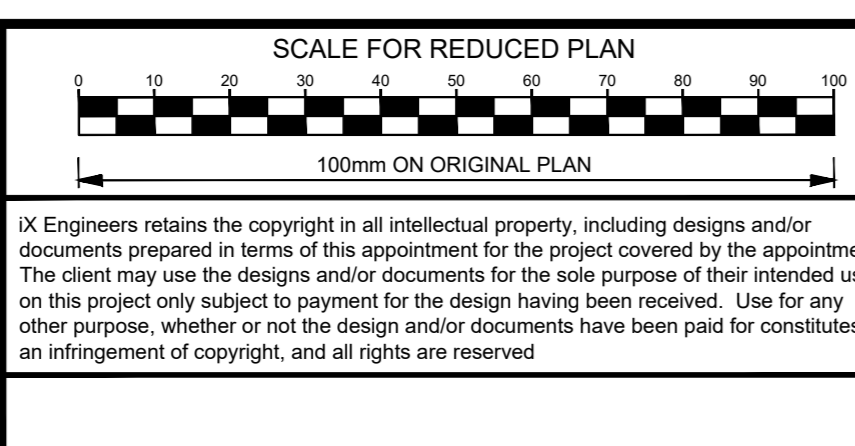 SCALE FOR REDUCED PLAN
0 10 20 30 40 50 60 70 80 90 100
100mm ON ORIGINAL PLAN
iX Engineers retains the copyright in all intellectual property, including designs and/or
documents prepared in terms of this appointment for the project covered by the
The client may use the designs and/or documents for the sole purpose of their intended
on this project only subject to payment for the design having been received.  Use for any
other purpose, whether or not the design and/or documents have been paid for constitutes
an infringement of copyright, and all rights are reserved